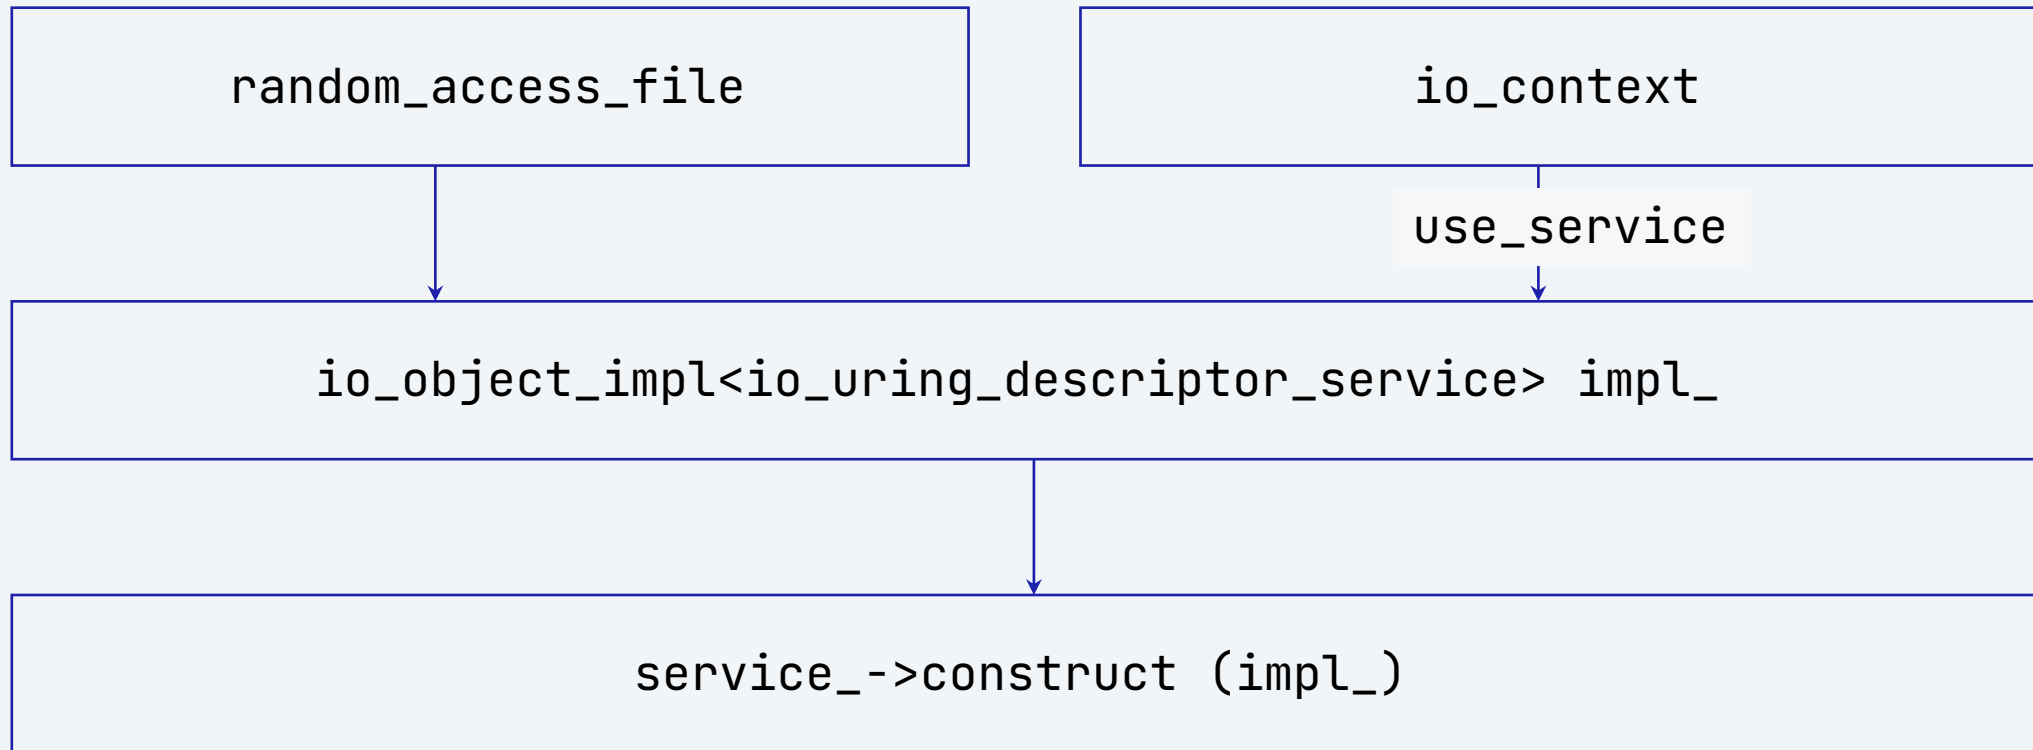 random_access_file
io_context
use_service
io_object_impl<io_uring_descriptor_service> impl_
service_->construct (impl_)